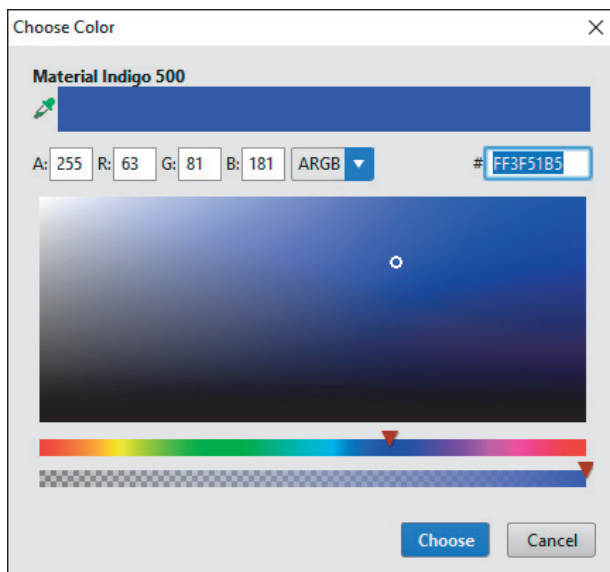 Choose Color
Material Indigo 500
A: 255 R: 63 G: 81 B: 181 ARGB # FF3F51B5
Choose Cancel